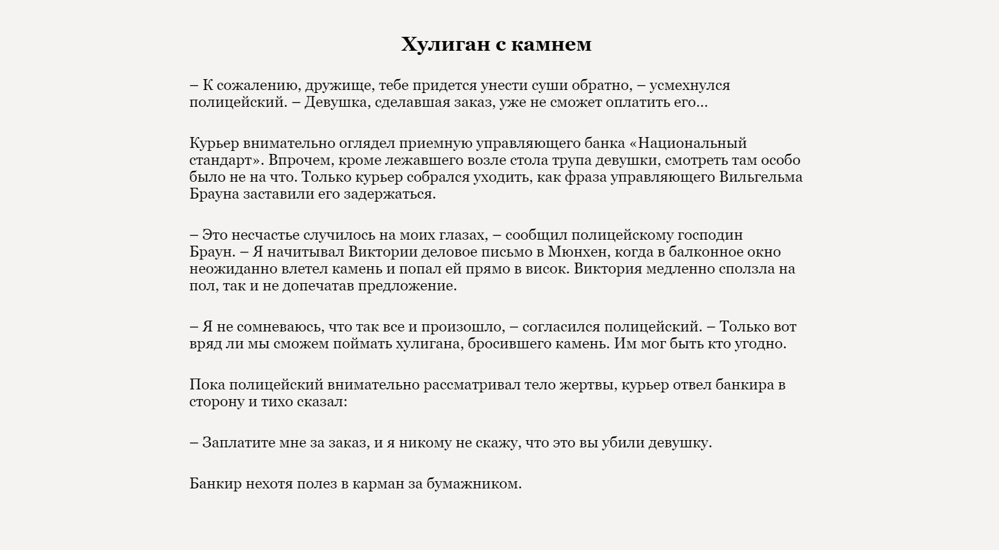 Хулиган с камнем
– К сожалению, дружище, тебе придется унести суши обратно, – усмехнулся
полицейский. – Девушка, сделавшая заказ, уже не сможет оплатить его...
Курьер внимательно оглядел приемную управляющего банка «Национальный
стандарт». Впрочем, кроме лежавшего возле стола трупа девушки, смотреть там особо
было не на что. Только курьер собрался уходить, как фраза управляющего Вильгельма
Брауна заставили его задержаться.
– Это несчастье случилось на моих глазах, – сообщил полицейскому господин
Браун. – Я начитывал Виктории деловое письмо в Мюнхен, когда в балконное окно
неожиданно влетел камень и попал ей прямо в висок. Виктория медленно сползла на
пол, так и не допечатав предложение.
– Я не сомневаюсь, что так все и произошло, – согласился полицейский. – Только вот
вряд ли мы сможем поймать хулигана, бросившего камень. Им мог быть кто угодно.
Пока полицейский внимательно рассматривал тело жертвы, курьер отвел банкира в
сторону и тихо сказал:
– Заплатите мне за заказ, и я никому не скажу, что это вы убили девушку.
Банкир нехотя полез в карман за бумажником.